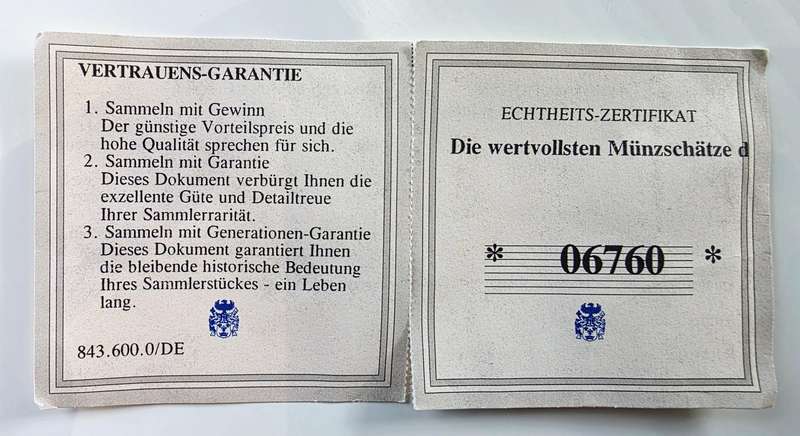 VERTRAUENS-GARANTIE
1. Sammeln mit Gewinn
Der günstige Vorteilspreis und die
hohe Qualität sprechen für sich.
2. Sammeln mit Garantie
Dieses Dokument verbürgt Ihnen die
exzellente Güte und Detailtreue
Ihrer Sammlerrarität.
3. Sammeln mit Generationen-Garantie
Dieses Dokument garantiert Ihnen
die bleibende historische Bedeutung
Ihres Sammlerstückes - ein Leben
lang.
843.600.0/DE
ECHTHEITS-ZERTIFIKAT
Die wertvollsten Münzschätze d
* 06760 *